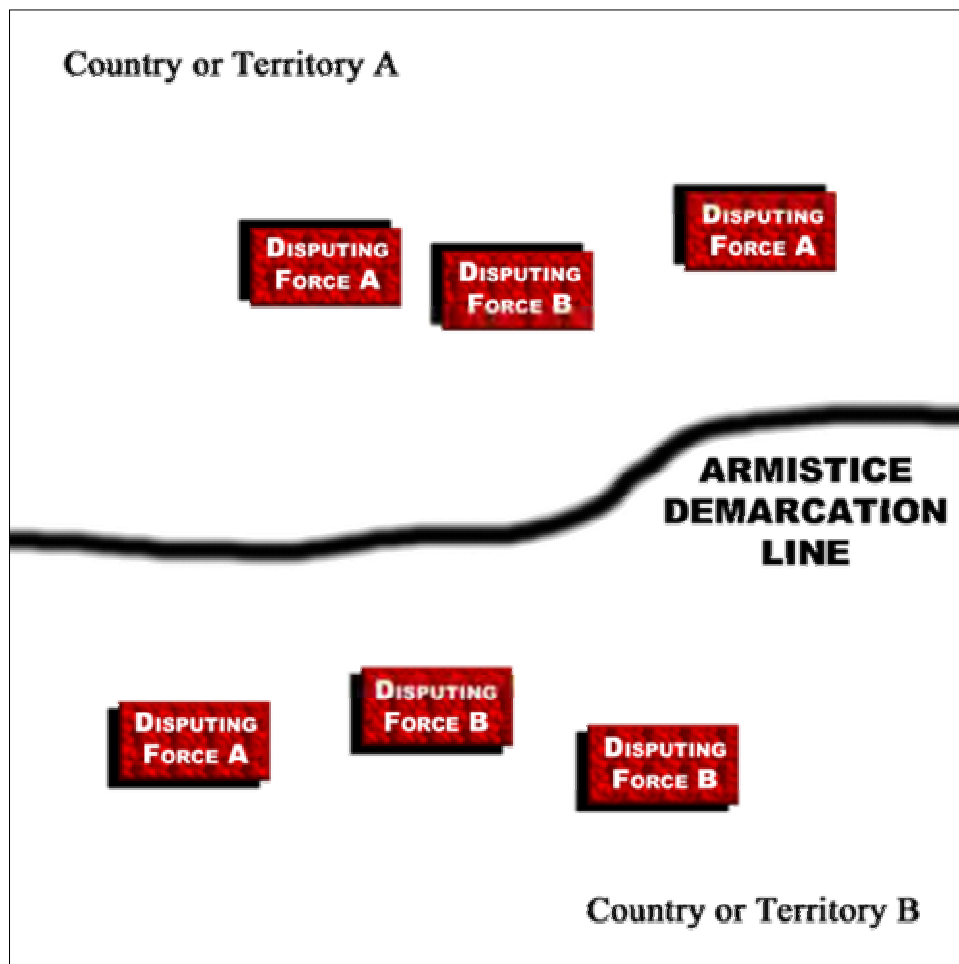 Country or Territory A
DISPUTING
FORCE A
DISPUTING
FORCE B
DISPUTING
FORCE A
ARMISTICE
DEMARCATION
LINE
DISPUTING
FORCE A
DISPUTING
FORCE B
DISPUTING
FORCE B
Country or Territory B